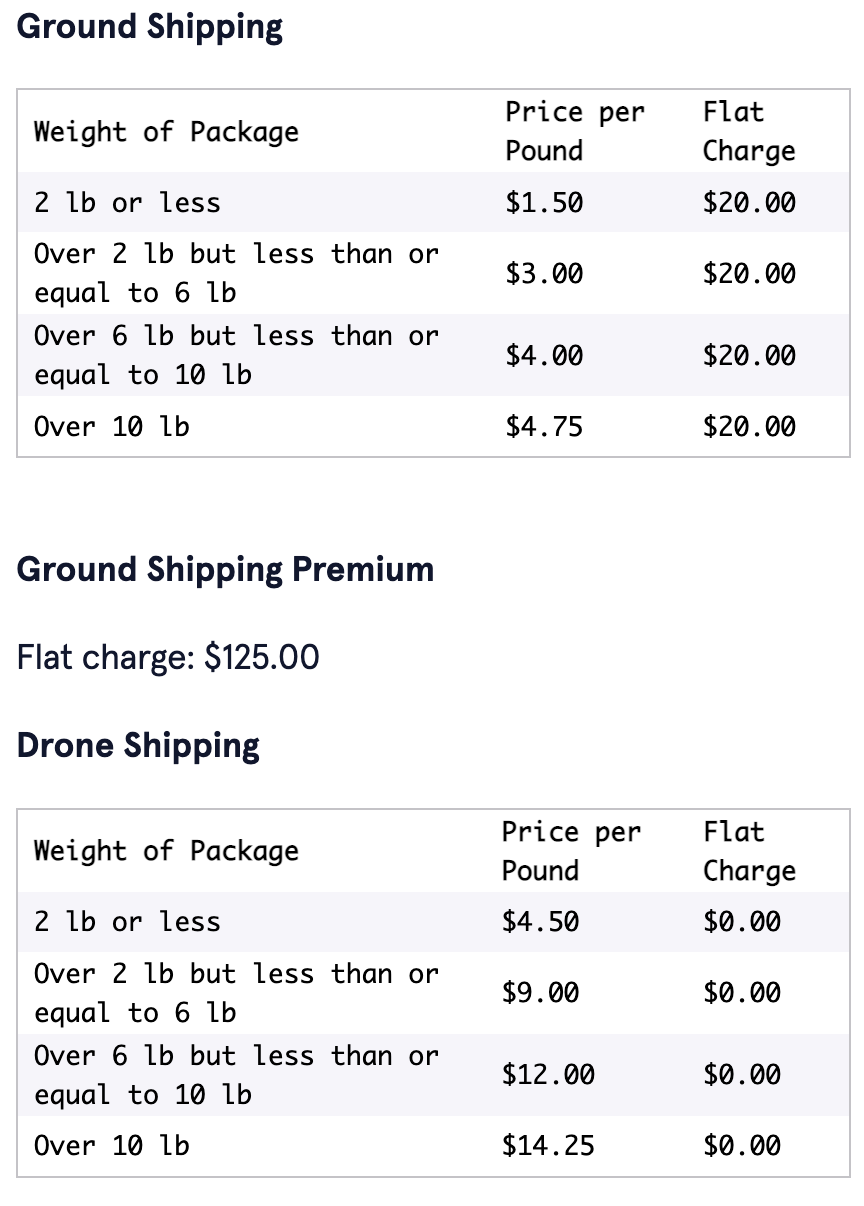 Ground Shipping
Weight of Package Price per Pound Flat Charge
2 lb or less $1.50 $20.00
Over 2 lb but less than or equal to 6 lb $3.00 $20.00
Over 6 lb but less than or equal to 10 lb $4.00 $20.00
Over 10 lb $4.75 $20.00
Ground Shipping Premium
Flat charge: $125.00
Drone Shipping
Weight of Package Price per Pound Flat Charge
2 lb or less $4.50 $0.00
Over 2 lb but less than or equal to 6 lb $9.00 $0.00
Over 6 lb but less than or equal to 10 lb $12.00 $0.00
Over 10 lb $14.25 $0.00